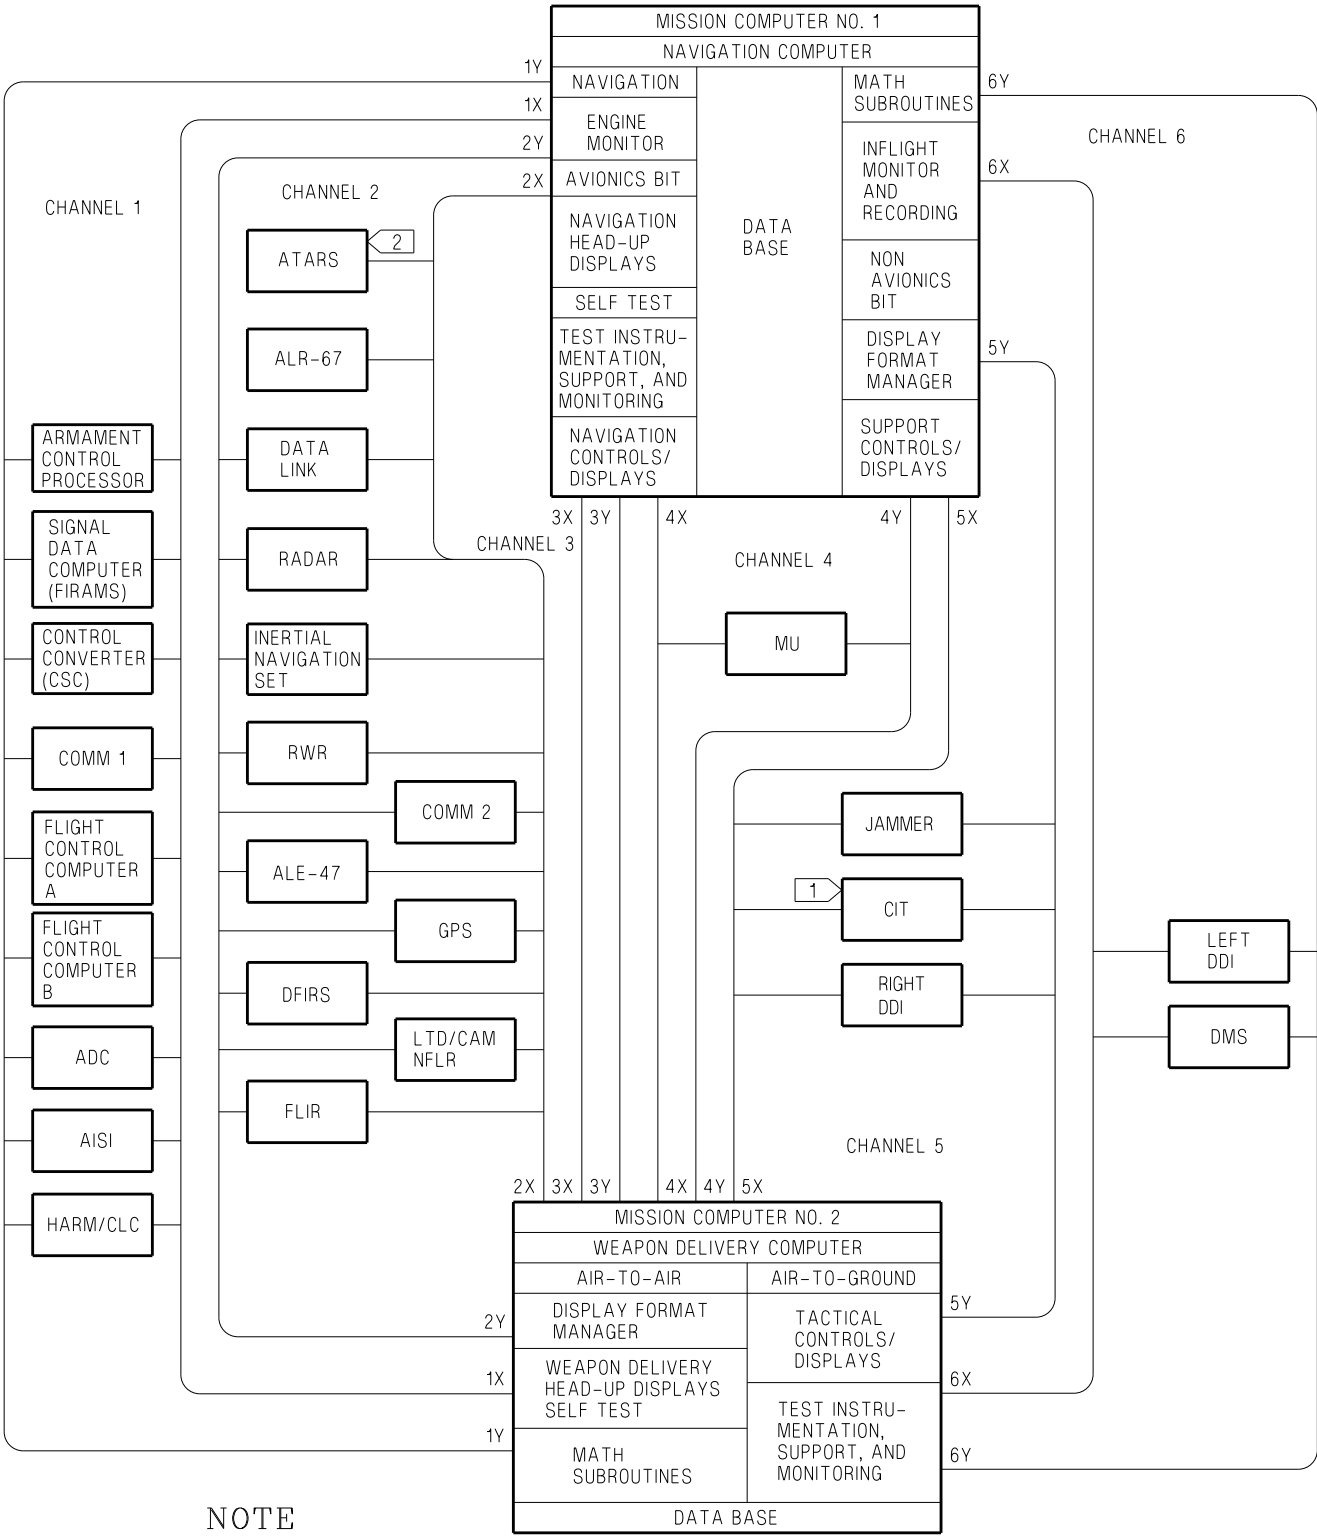 MISSION COMPUTER NO. 1
NAVIGATION COMPUTER
NAVIGATION
ENGINE
MONITOR
AVIONICS BIT
NAVIGATION
HEAD-UP
DISPLAYS
SELF TEST
TEST INSTRU-
MENTATION,
SUPPORT, AND
MONITORING
NAVIGATION
CONTROLS/
DISPLAYS
DATA
BASE
MATH
SUBROUTINES
INFLIGHT
MONITOR
AND
RECORDING
NON
AVIONICS
BIT
DISPLAY
FORMAT
MANAGER
SUPPORT
CONTROLS/
DISPLAYS
1Y
1X
2Y
2X
6Y
6X
5Y
3X
3Y
4X
4Y
5X
CHANNEL 1
ARMAMENT
CONTROL
PROCESSOR
SIGNAL
DATA
COMPUTER
(FIRAMS)
CONTROL
CONVERTER
(CSC)
COMM 1
FLIGHT
CONTROL
COMPUTER
A
FLIGHT
CONTROL
COMPUTER
B
ADC
AISI
HARM/CLC
CHANNEL 2
2
ATARS
ALR-67
DATA
LINK
RADAR
INERTIAL
NAVIGATION
SET
RWR
COMM 2
ALE-47
GPS
DFIRS
LTD/CAM
NFLR
FLIR
CHANNEL 3
CHANNEL 4
MU
JAMMER
1
CIT
RIGHT
DDI
CHANNEL 5
CHANNEL 6
LEFT
DDI
DMS
2X
3X
3Y
4X
4Y
5X
MISSION COMPUTER NO. 2
WEAPON DELIVERY COMPUTER
AIR-TO-AIR
AIR-TO-GROUND
DISPLAY FORMAT
MANAGER
WEAPON DELIVERY
HEAD-UP DISPLAYS
SELF TEST
MATH
SUBROUTINES
TACTICAL
CONTROLS/
DISPLAYS
TEST INSTRU-
MENTATION,
SUPPORT, AND
MONITORING
DATA BASE
2Y
1X
1Y
5Y
6X
6Y
NOTE